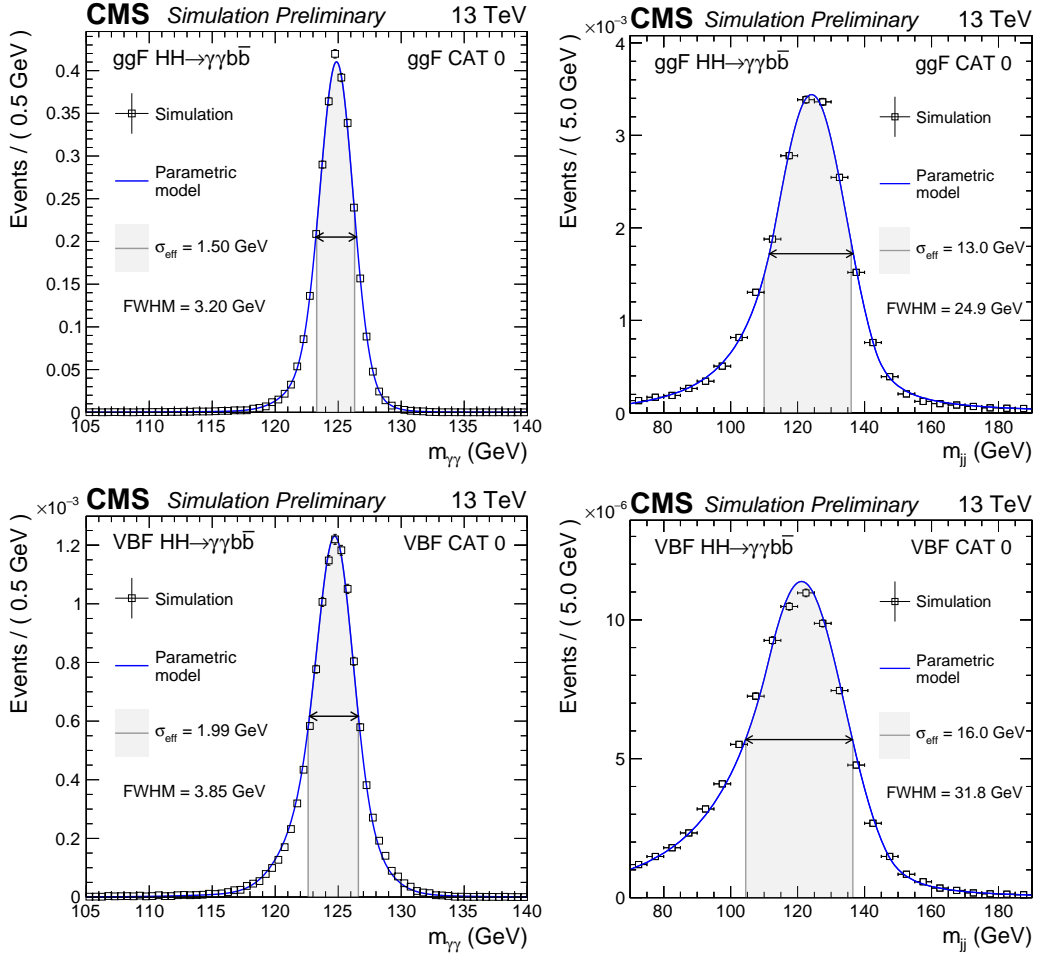 CMS Simulation Preliminary 13 TeV
Events / ( 0.5 GeV)
ggF HH→γγbb̅ ggF CAT 0
Simulation
Parametric
model
σeff = 1.50 GeV
FWHM = 3.20 GeV
0.4
0.35
0.3
0.25
0.2
0.15
0.1
0.05
0
105 110 115 120 125 130 135 140
mγγ (GeV)
CMS Simulation Preliminary 13 TeV
×10⁻³
Events / ( 5.0 GeV)
ggF HH→γγbb̅ ggF CAT 0
Simulation
Parametric
model
σeff = 13.0 GeV
FWHM = 24.9 GeV
4
3
2
1
0
80 100 120 140 160 180
mjj (GeV)
CMS Simulation Preliminary 13 TeV
×10⁻³
Events / ( 0.5 GeV)
VBF HH→γγbb̅ VBF CAT 0
Simulation
Parametric
model
σeff = 1.99 GeV
FWHM = 3.85 GeV
1.2
1
0.8
0.6
0.4
0.2
0
105 110 115 120 125 130 135 140
mγγ (GeV)
CMS Simulation Preliminary 13 TeV
×10⁻⁶
Events / ( 5.0 GeV)
VBF HH→γγbb̅ VBF CAT 0
Simulation
Parametric
model
σeff = 16.0 GeV
FWHM = 31.8 GeV
10
5
0
80 100 120 140 160 180
mjj (GeV)